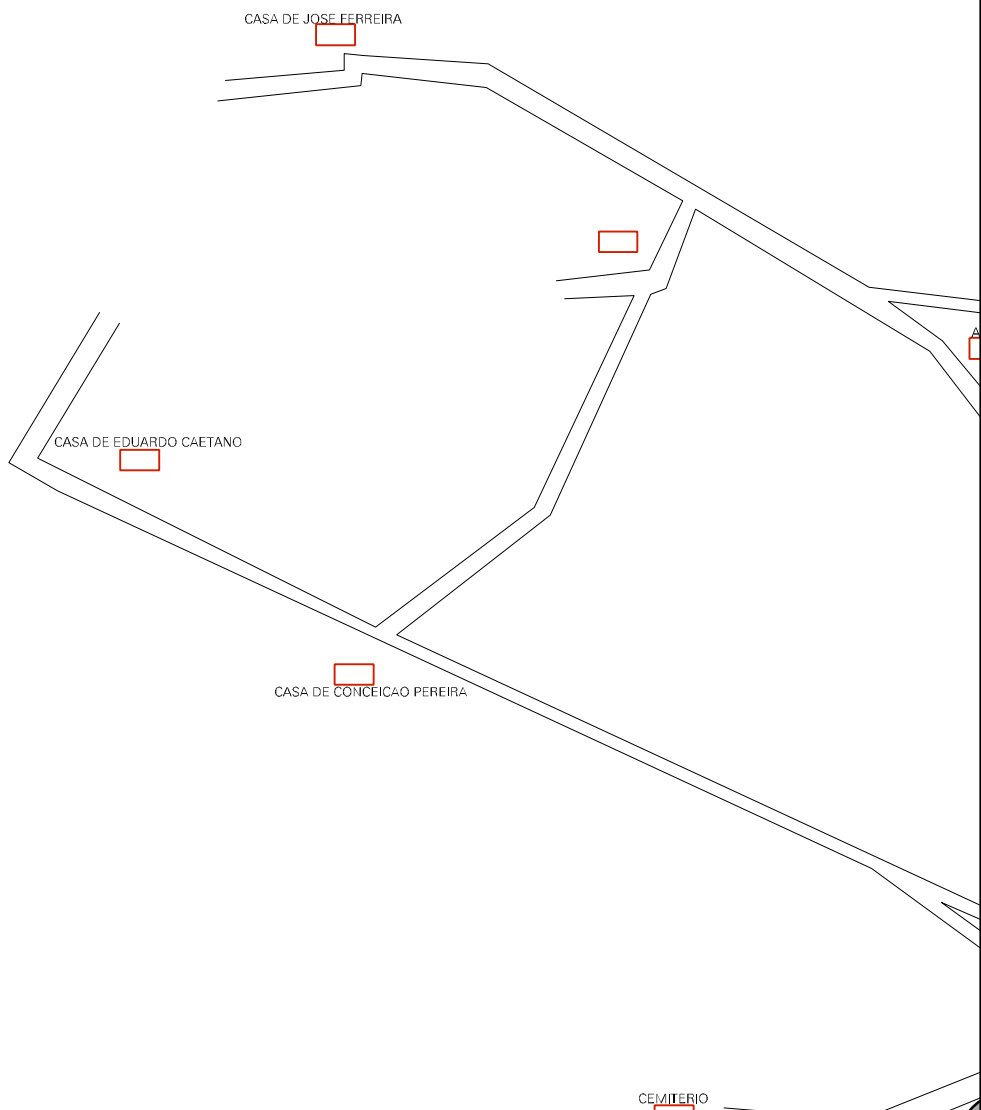 CASA DE JOSE FERREIRA
A
CASA DE EDUARDO CAETANO
CASA DE CONCEICAO PEREIRA
CEMITERIO